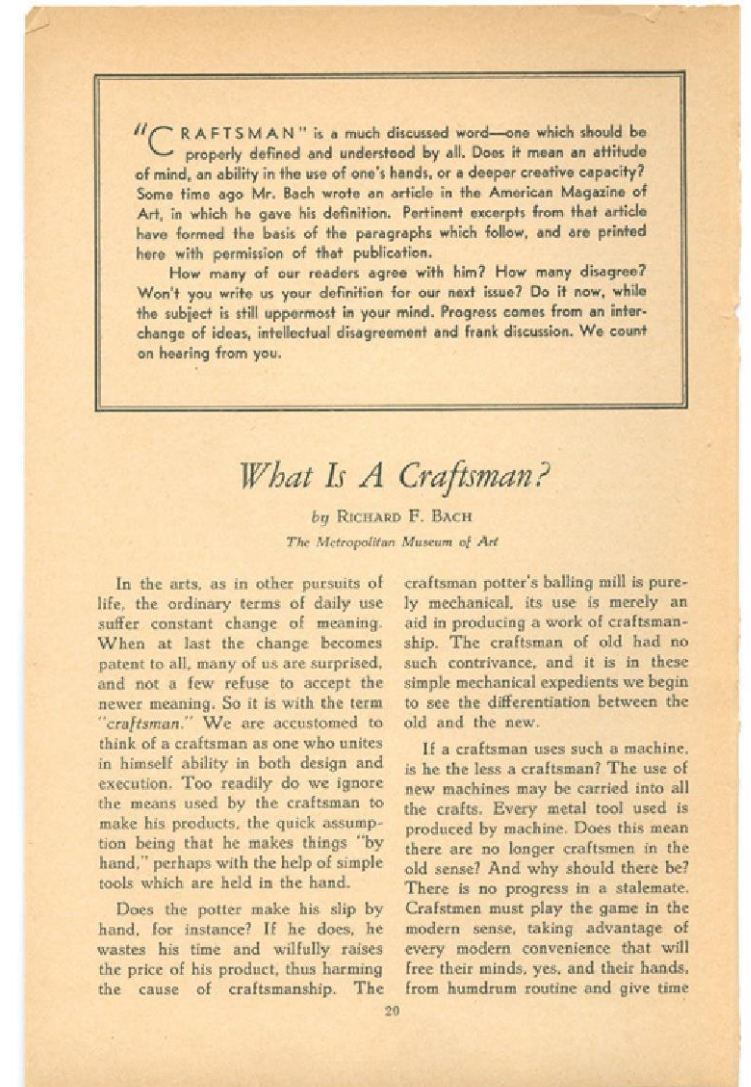 "CRAFTSMAN" is a much discussed word—one which should be
properly defined and understood by all. Does it mean an attitude
of mind, an ability in the use of one's hands, or a deeper creative capacity?
Some time ago Mr. Bach wrote an article in the American Magazine of
Art, in which he gave his definition. Pertinent excerpts from that article
have formed the basis of the paragraphs which follow, and are printed
here with permission of that publication.
How many of our readers agree with him? How many disagree?
Won't you write us your definition for our next issue? Do it now, while
the subject is still uppermost in your mind. Progress comes from an inter-
change of ideas, intellectual disagreement and frank discussion. We count
on hearing from you.
What Is A Craftsman?
by RICHARD F. BACH
The Metropolitan Museum of Art
In the arts, as in other pursuits of
life, the ordinary terms of daily use
suffer constant change of meaning.
When at last the change becomes
patent to all, many of us are surprised,
and not a few refuse to accept the
newer meaning. So it is with the term
"craftsman." We are accustomed to
think of a craftsman as one who unites
in himself ability in both design and
execution. Too readily do we ignore
the means used by the craftsman to
make his products, the quick assump-
tion being that he makes things "by
hand," perhaps with the help of simple
tools which are held in the hand.
Does the potter make his slip by
hand, for instance? If he does, he
wastes his time and wilfully raises
the price of his product, thus harming
the cause of craftsmanship. The
craftsman potter's balling mill is pure-
ly mechanical, its use is merely an
aid in producing a work of craftsman-
ship. The craftsman of old had no
such contrivance, and it is in these
simple mechanical expedients we begin
to see the differentiation between the
old and the new.
If a craftsman uses such a machine,
is he the less a craftsman? The use of
new machines may be carried into all
the crafts. Every metal tool used is
produced by machine. Does this mean
there are no longer craftsmen in the
old sense? And why should there be?
There is no progress in a stalemate.
Crafstmen must play the game in the
modern sense, taking advantage of
every modern convenience that will
free their minds, yes, and their hands,
from humdrum routine and give time
20